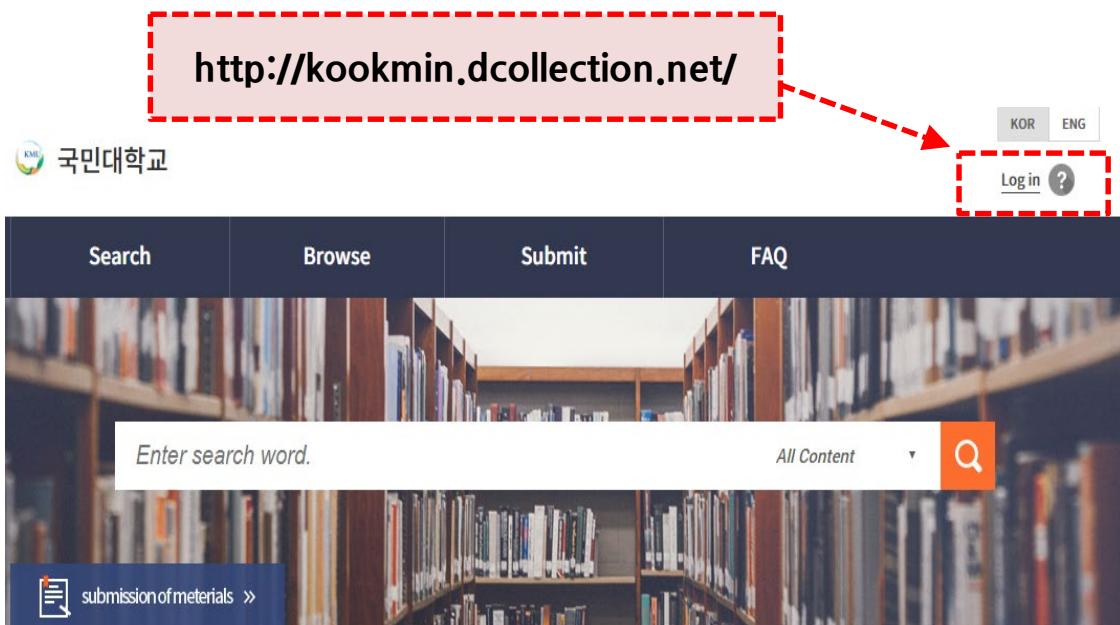 http://kookmin.dcollection.net/
KOR ENG
KMU 국민대학교
Log in ?
Search Browse Submit FAQ
Enter search word. All Content
submission of meterials »